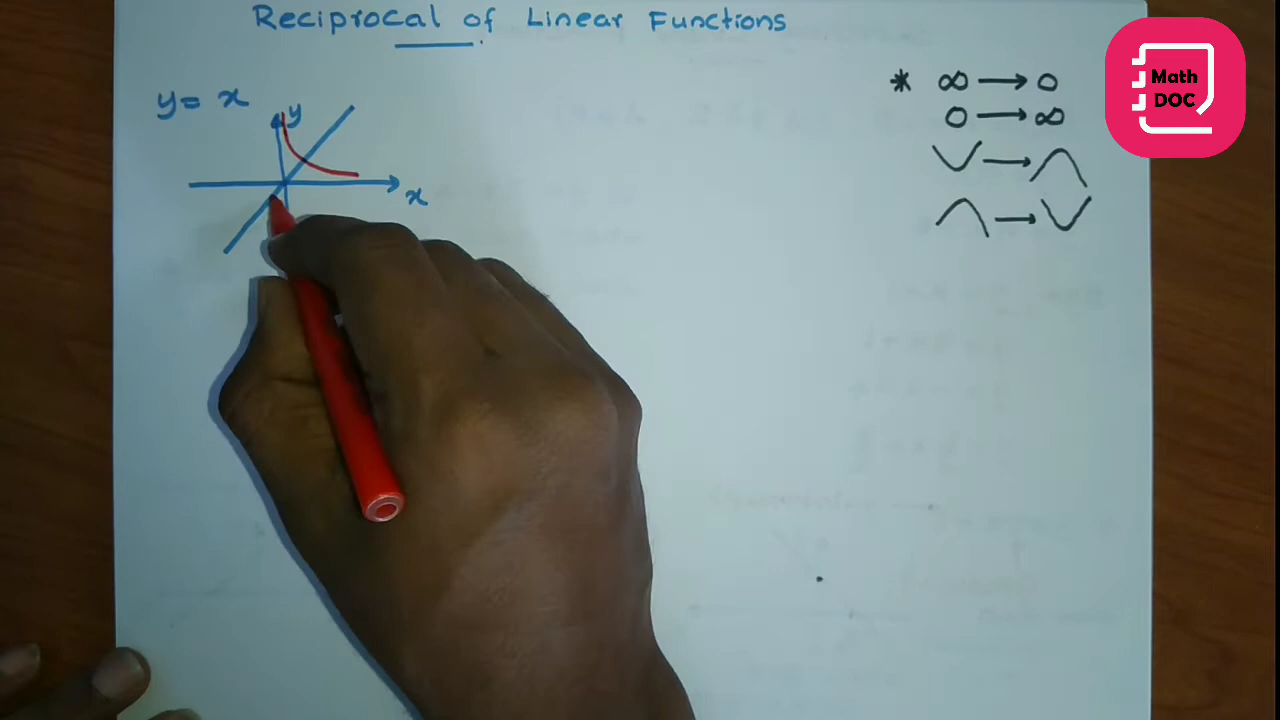 Reciprocal of Linear Functions
y = x
y
x
* ∞ → 0
0 → ∞
Math
DOC